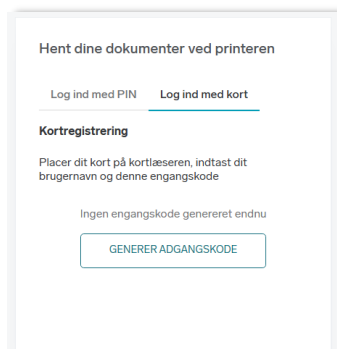 Hent dine dokumenter ved printeren
Log ind med PIN Log ind med kort
Kortregistrering
Placer dit kort på kortlæseren, indtast dit
brugernavn og denne engangskode
Ingen engangskode genereret endnu
GENERER ADGANGSKODE